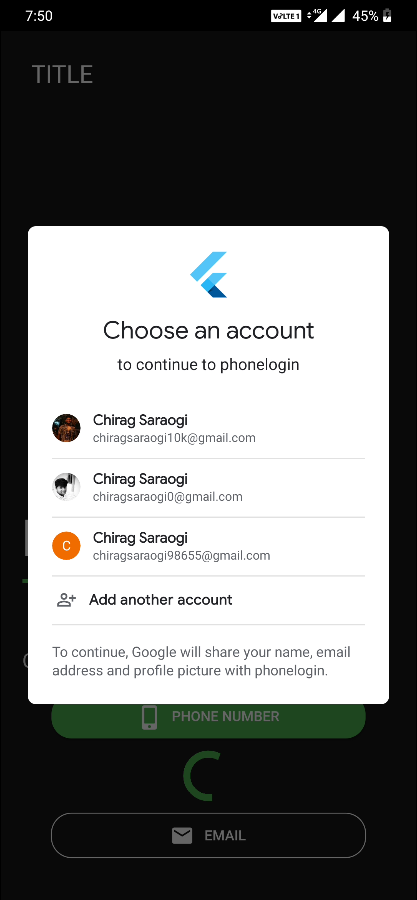 7:50
VoLTE 1
4G
45%
TITLE
Choose an account
to continue to phonelogin
Chirag Saraogi
chiragsaraogi10k@gmail.com
Chirag Saraogi
chiragsaraogi0@gmail.com
C
Chirag Saraogi
chiragsaraogi98655@gmail.com
Add another account
To continue, Google will share your name, email
address and profile picture with phonelogin.
PHONE NUMBER
EMAIL